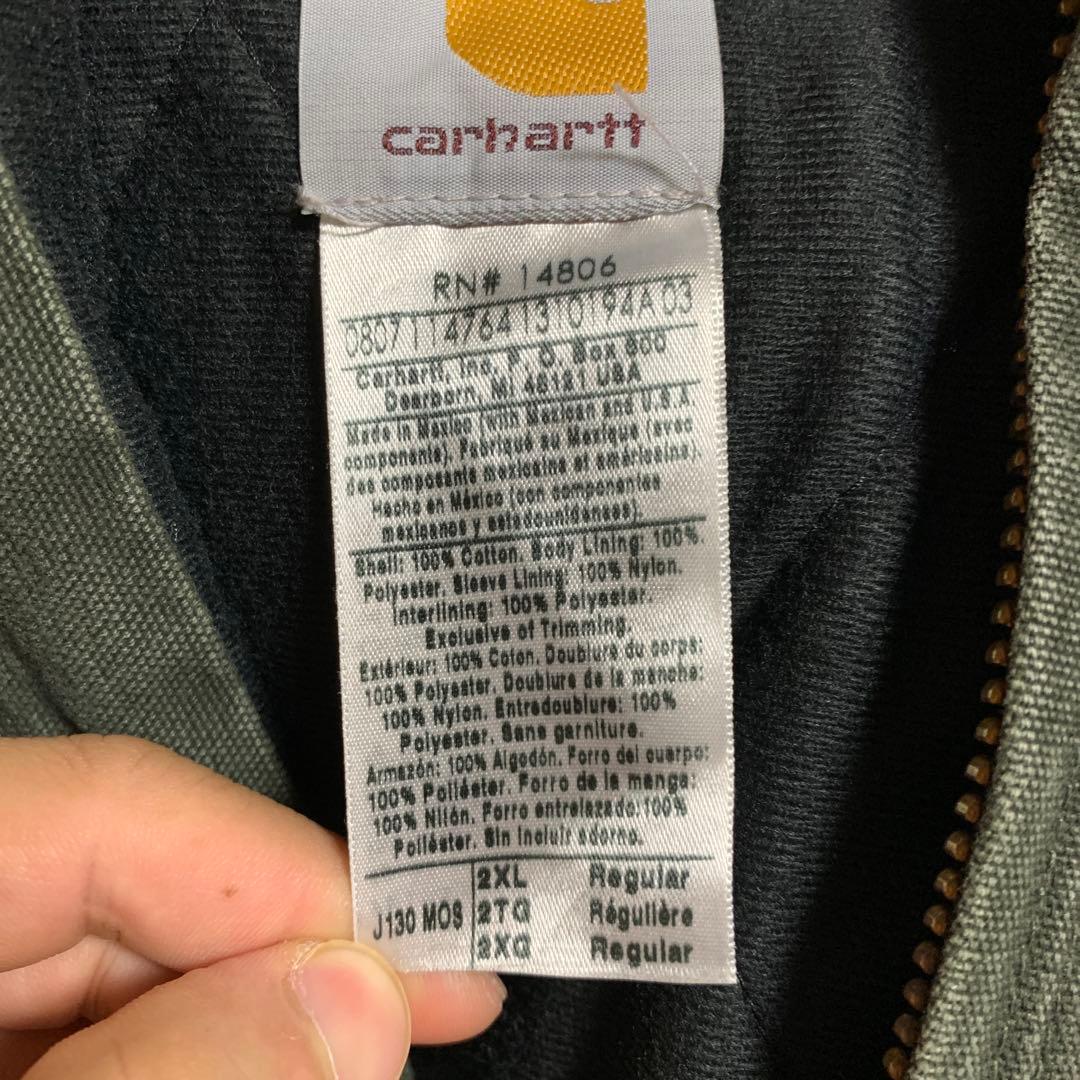 carhartt
RN# 14806
08071147641310194A 03
Carhartt, Inc. P. O. Box 600
Dearborn, MI 48121 USA
Made in Mexico (with Mexican and U.S.A
components). Fabriqué au Mexique (avec
des composants mexicains et américains).
Hecho en México (con componentes
mexicanos y estadounidenses).
Shell: 100% Cotton. Body Lining: 100%
Polyester. Sleeve Lining: 100% Nylon.
Interlining: 100% Polyester.
Exclusive of Trimming.
Extérieur: 100% Coton. Doublure du corps:
100% Polyester. Doublure de la manche:
100% Nylon. Entredoublure: 100%
Polyester. Sans garniture.
Armazón: 100% Algodón. Forro del cuerpo:
100% Poliéster. Forro de la manga:
100% Nilón. Forro entrelazado:100%
Poliéster. Sin incluir adorno.
J130 MOS
2XL Regular
2TG Régulière
2XG Regular